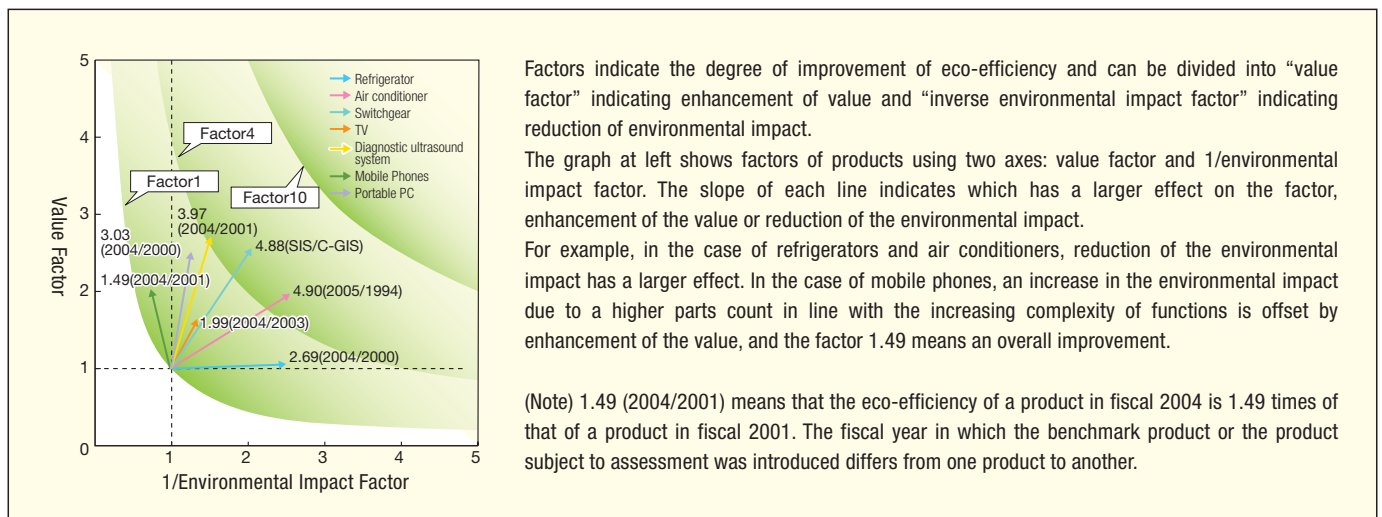 5
4
3
2
1
0
1
2
3
4
5
Value Factor
1/Environmental Impact Factor
Refrigerator
Air conditioner
Switchgear
TV
Diagnostic ultrasound
system
Mobile Phones
Portable PC
Factor4
Factor1
Factor10
3.97
(2004/2001)
3.03
(2004/2000)
4.88(SIS/C-GIS)
1.49(2004/2001)
4.90(2005/1994)
1.99(2004/2003)
2.69(2004/2000)
Factors indicate the degree of improvement of eco-efficiency and can be divided into “value
factor” indicating enhancement of value and “inverse environmental impact factor” indicating
reduction of environmental impact.
The graph at left shows factors of products using two axes: value factor and 1/environmental
impact factor. The slope of each line indicates which has a larger effect on the factor,
enhancement of the value or reduction of the environmental impact.
For example, in the case of refrigerators and air conditioners, reduction of the environmental
impact has a larger effect. In the case of mobile phones, an increase in the environmental impact
due to a higher parts count in line with the increasing complexity of functions is offset by
enhancement of the value, and the factor 1.49 means an overall improvement.
(Note) 1.49 (2004/2001) means that the eco-efficiency of a product in fiscal 2004 is 1.49 times of
that of a product in fiscal 2001. The fiscal year in which the benchmark product or the product
subject to assessment was introduced differs from one product to another.